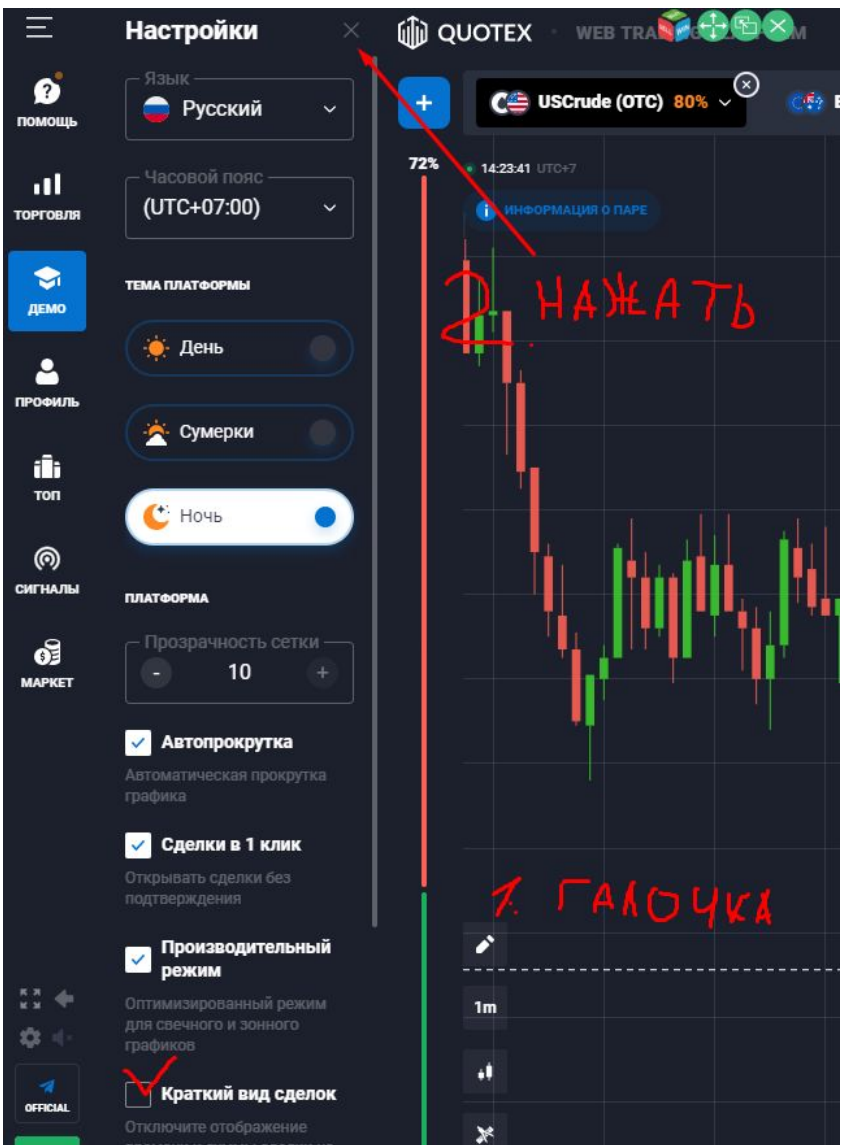 Настройки
Язык
Русский
Часовой пояс
(UTC+07:00)
ТЕМА ПЛАТФОРМЫ
День
Сумерки
Ночь
ПЛАТФОРМА
Прозрачность сетки
- 10 +
Автопрокрутка
Автоматическая прокрутка
графика
Сделки в 1 клик
Открывать сделки без
подтверждения
Производительный
режим
Оптимизированный режим
для свечного и зонного
графиков
Краткий вид сделок
Отключите отображение
ПОМОЩЬ
ТОРГОВЛЯ
ДЕМО
ПРОФИЛЬ
ТОП
СИГНАЛЫ
МАРКЕТ
OFFICIAL
QUOTEX
WEB
USCrude (OTC) 80%
72%
14:23:41 UTC+7
ИНФОРМАЦИЯ О ПАРЕ
2. НАЖАТЬ
1. ГАЛОЧКА
1m